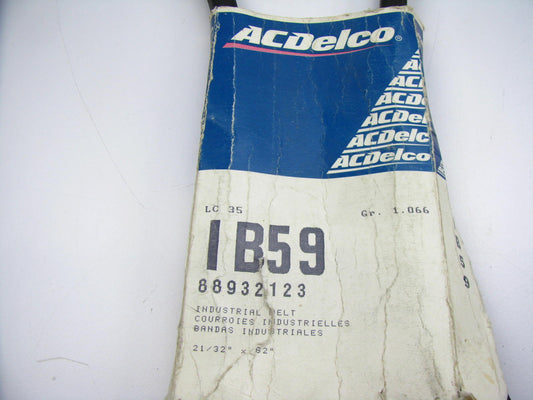 ACDelco®
ACDelco
ACDelco
ACDelco
ACDelco
ACDelco
LC 35 Gr. 1.066
IB59
88932123
INDUSTRIAL BELT
COURROIES INDUSTRIELLES
BANDAS INDUSTRIALES
21/32" x 62"